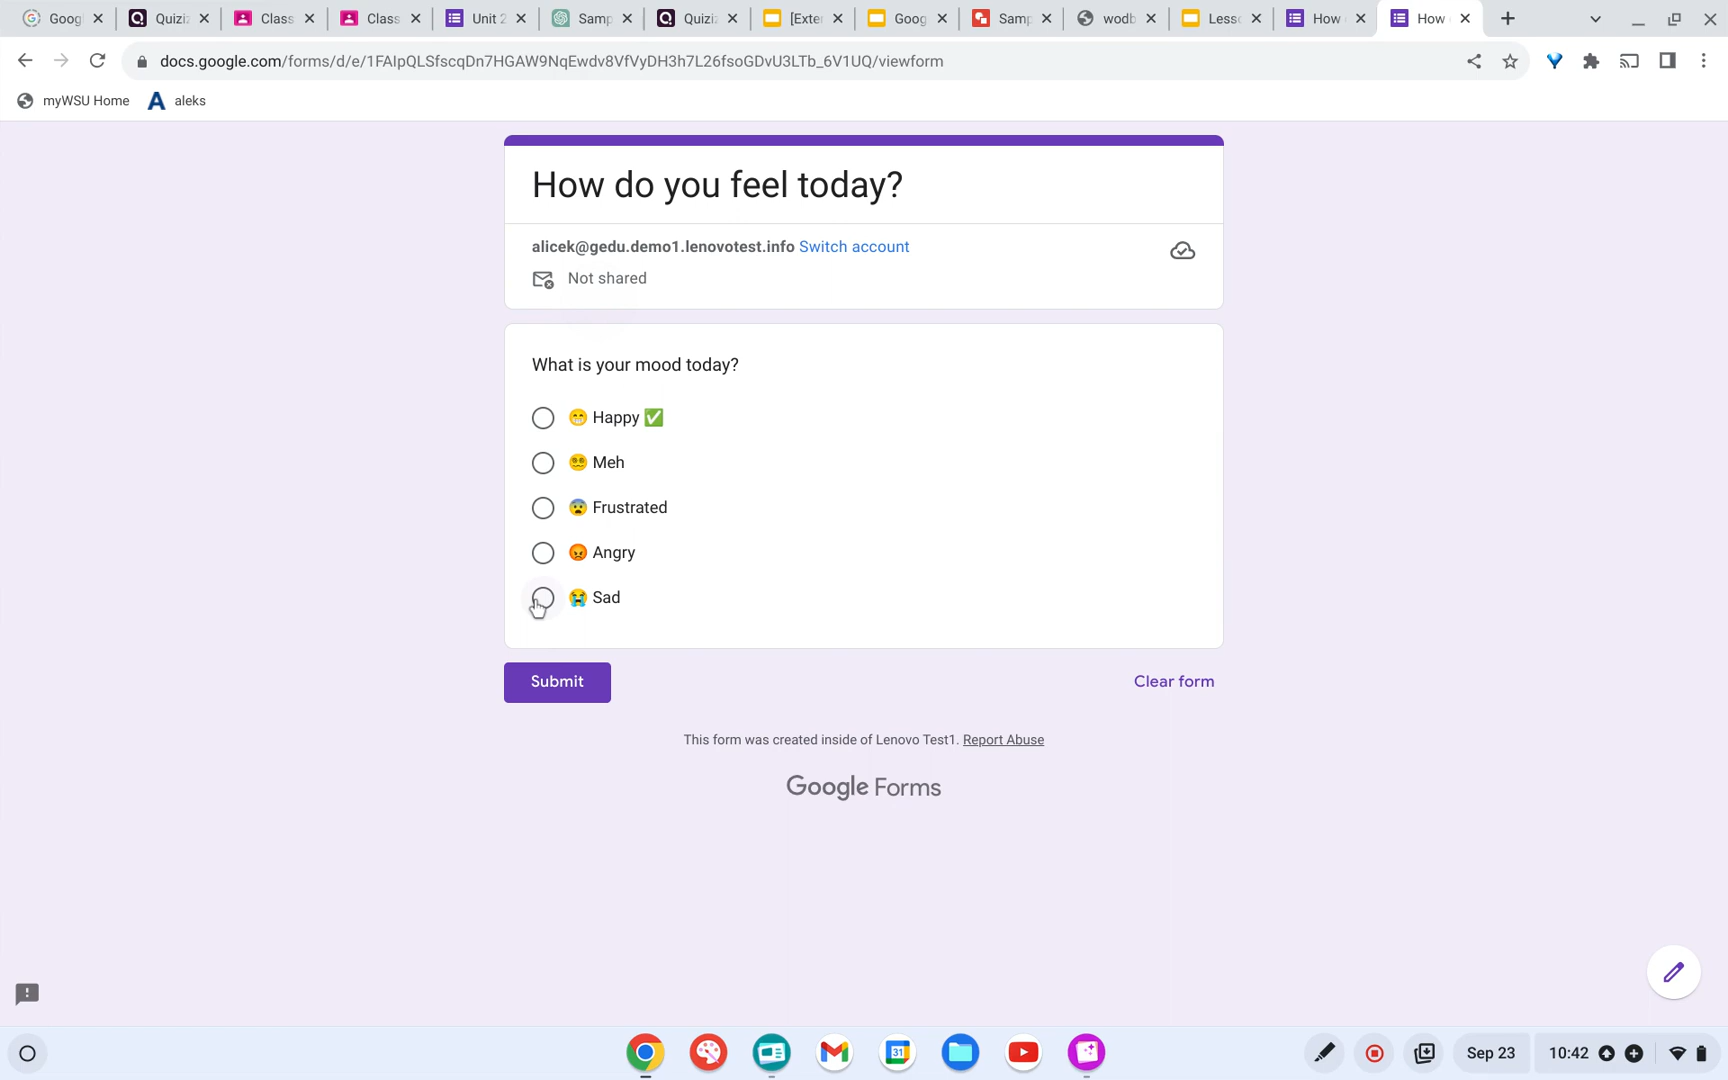 Goog
Quiziz
Class
Class
Unit 2
Samp
Quiziz
[Exte
Goog
Samp
wodb
Less
How
How
docs.google.com/forms/d/e/1FAIpQLSfscqDn7HGAW9NqEwdv8VfVyDH3h7L26fsoGDvU3LTb_6V1UQ/viewform
myWSU Home
aleks
How do you feel today?
alicek@gedu.demo1.lenovotest.info Switch account
Not shared
What is your mood today?
😁 Happy ✅
😵‍💫 Meh
😨 Frustrated
😡 Angry
😭 Sad
Submit
Clear form
This form was created inside of Lenovo Test1. Report Abuse
Google Forms
31
Sep 23
10:42